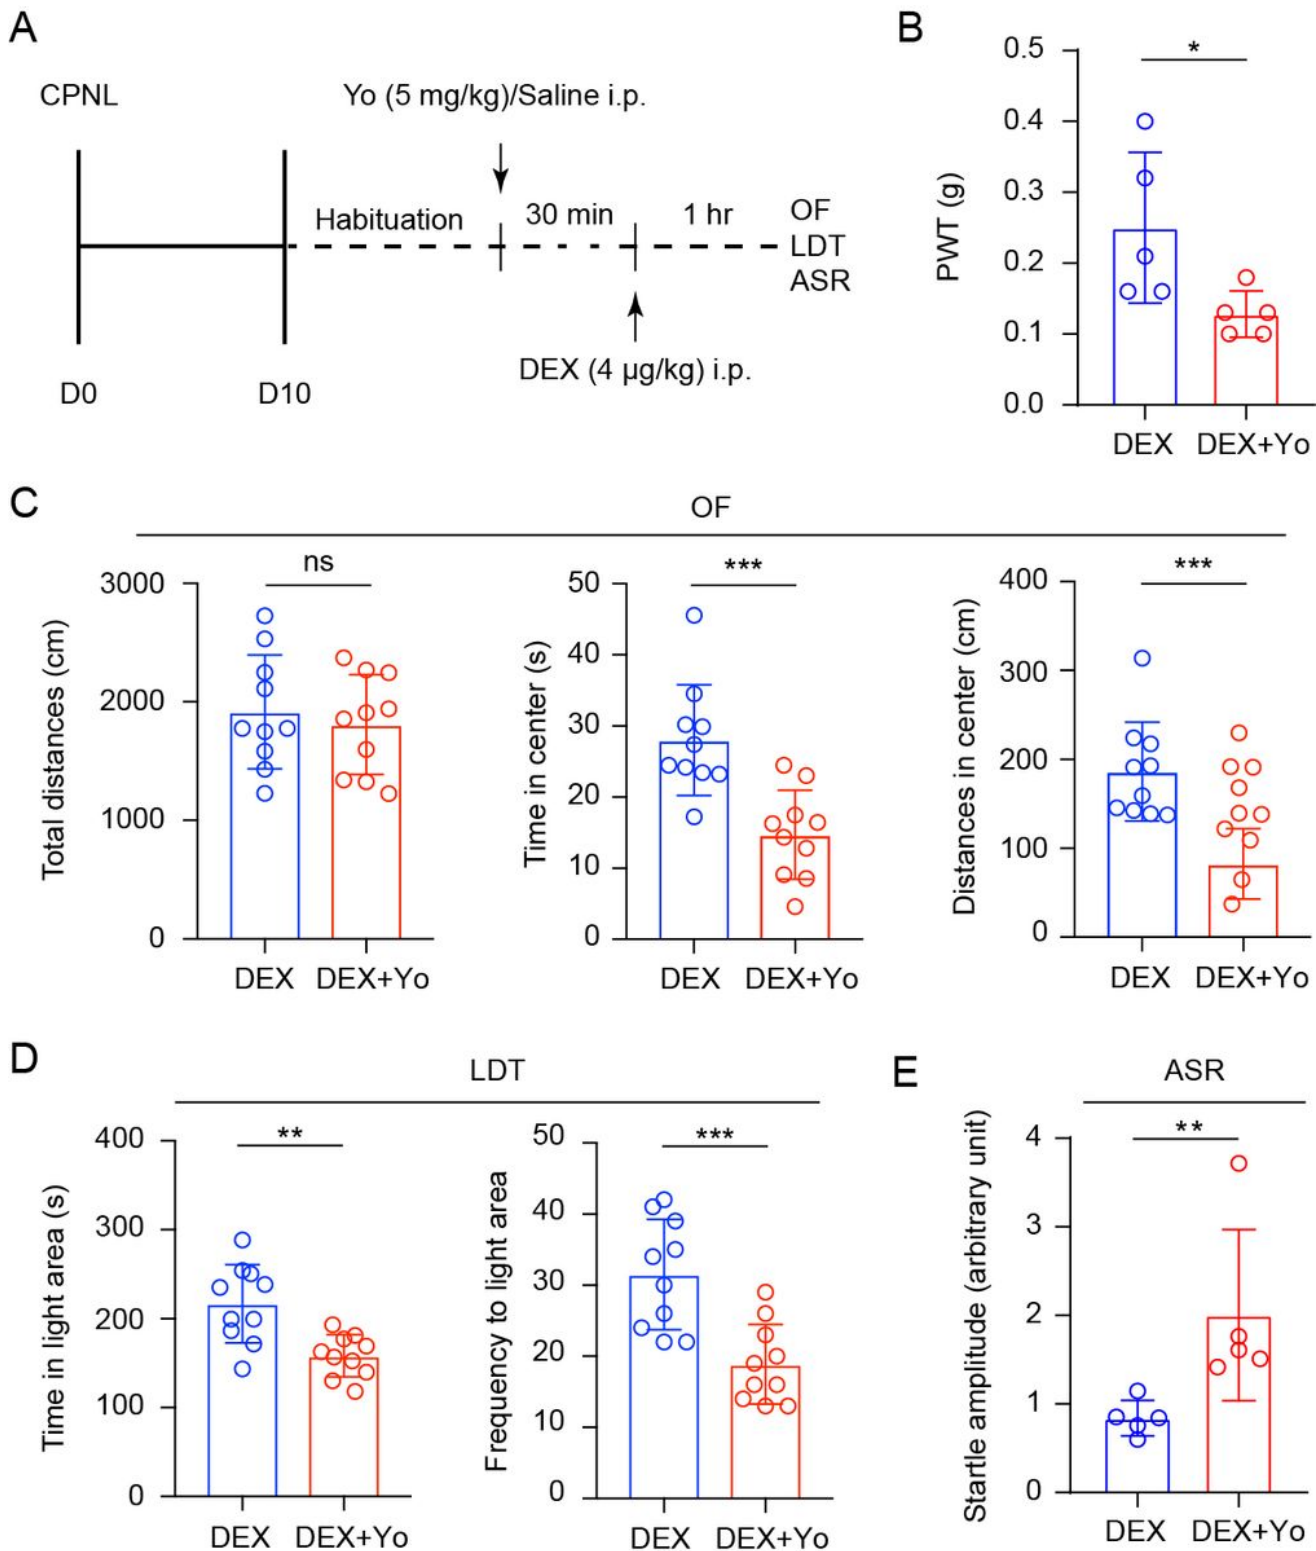 A
CPNL
Yo (5 mg/kg)/Saline i.p.
Habituation
30 min
1 hr
OF
LDT
ASR
DEX (4 µg/kg) i.p.
D0
D10
B
PWT (g)
0.5
0.4
0.3
0.2
0.1
0.0
*
DEX
DEX+Yo
C
OF
Total distances (cm)
3000
2000
1000
0
ns
DEX
DEX+Yo
Time in center (s)
50
40
30
20
10
0
***
DEX
DEX+Yo
Distances in center (cm)
400
300
200
100
0
***
DEX
DEX+Yo
D
LDT
Time in light area (s)
400
300
200
100
0
**
DEX
DEX+Yo
Frequency to light area
50
40
30
20
10
0
***
DEX
DEX+Yo
E
ASR
Startle amplitude (arbitrary unit)
4
3
2
1
0
**
DEX
DEX+Yo